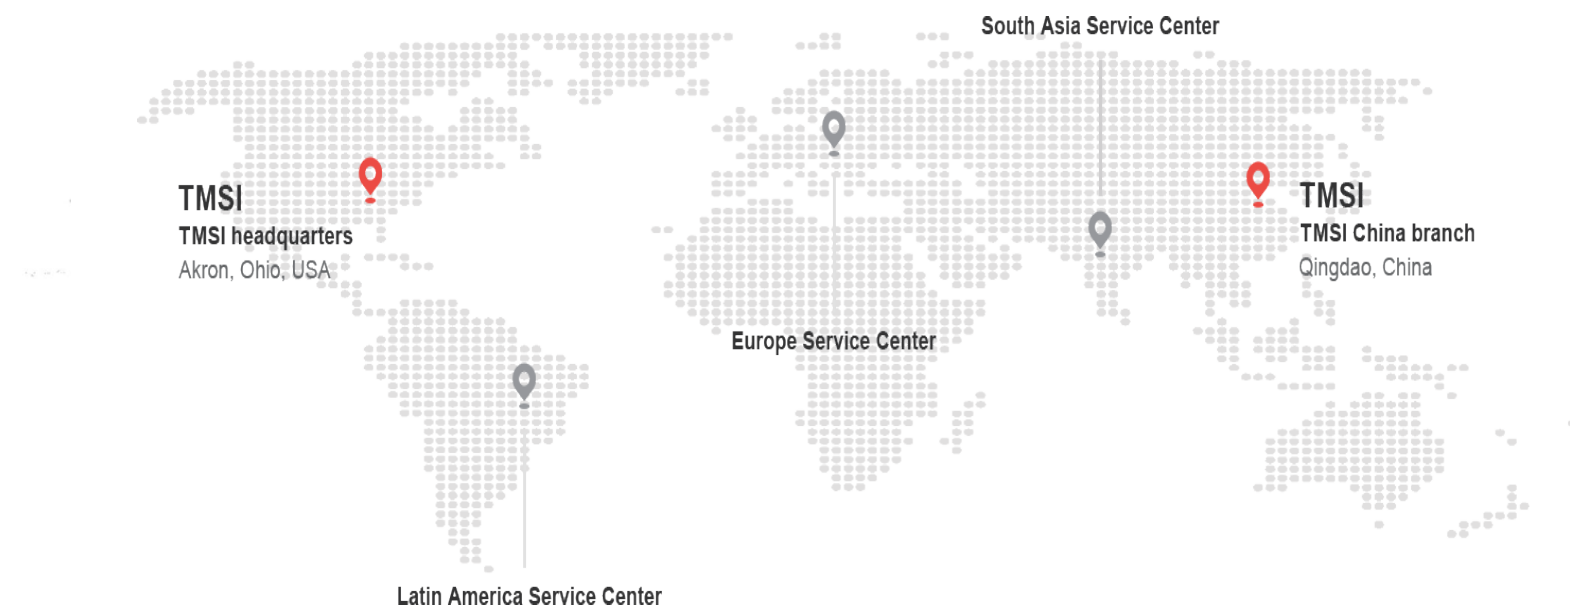 South Asia Service Center
TMSI
TMSI headquarters
Akron, Ohio, USA
TMSI
TMSI China branch
Qingdao, China
Europe Service Center
Latin America Service Center